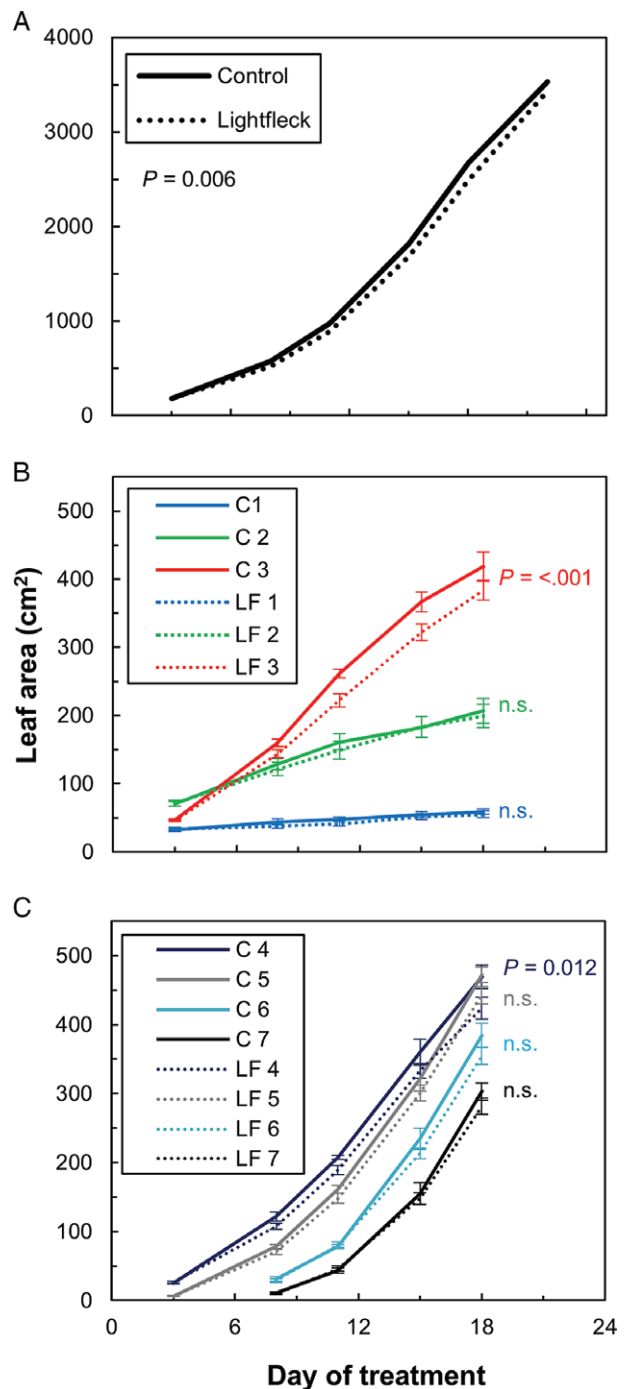 A
4000
3000
2000
1000
0
Control
Lightfleck
P = 0.006
B
500
400
300
200
100
0
C1
C 2
C 3
LF 1
LF 2
LF 3
P = <.001
n.s.
n.s.
Leaf area (cm²)
C
500
400
300
200
100
0
C 4
C 5
C 6
C 7
LF 4
LF 5
LF 6
LF 7
P = 0.012
n.s.
n.s.
n.s.
0 6 12 18 24
Day of treatment